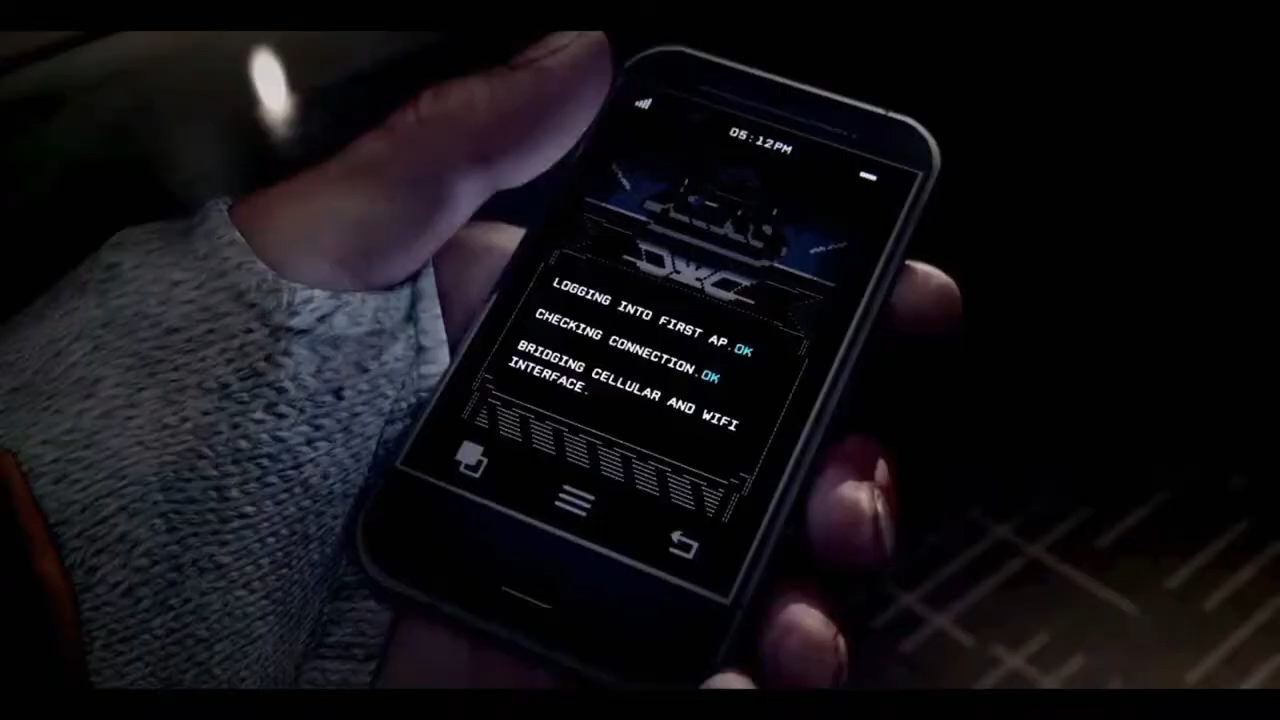 05:12PM
LOGGING INTO FIRST AP.OK
CHECKING CONNECTION.OK
BRIDGING CELLULAR AND WIFI
INTERFACE.